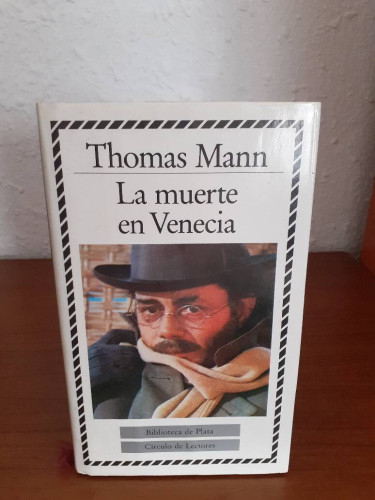 Thomas Mann
La muerte
en Venecia
Biblioteca de Plata
Círculo de Lectores